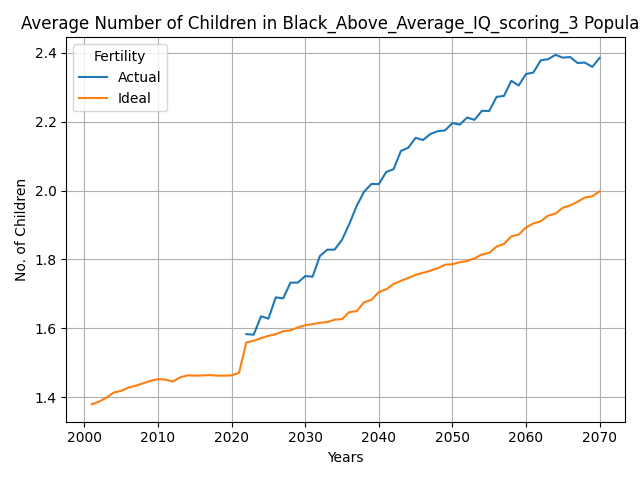 Average Number of Children in Black_Above_Average_IQ_scoring_3 Popula
Fertility
Actual
Ideal
2.4
2.2
2.0
1.8
1.6
1.4
No. of Children
2000 2010 2020 2030 2040 2050 2060 2070
Years